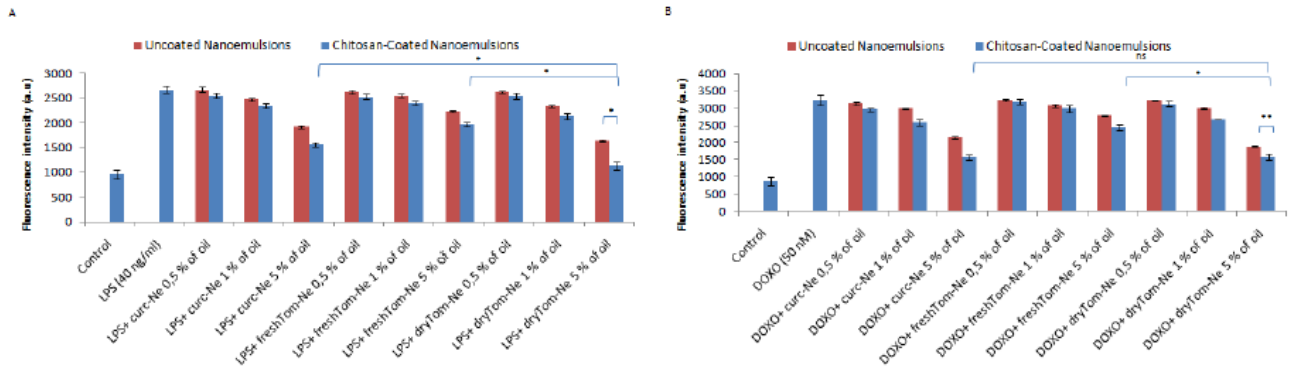 A
Uncoated Nanoemulsions
Chitosan-Coated Nanoemulsions
*
*
*
3000
2500
2000
1500
1000
500
0
Fluorescence intensity (a.u)
Control
LPS (40 ng/ml)
LPS+ curc-Ne 0,5 % of oil
LPS+ curc-Ne 1 % of oil
LPS+ curc-Ne 5 % of oil
LPS+ freshTom-Ne 0,5 % of oil
LPS+ freshTom-Ne 1 % of oil
LPS+ freshTom-Ne 5 % of oil
LPS+ dryTom-Ne 0,5 % of oil
LPS+ dryTom-Ne 1 % of oil
LPS+ dryTom-Ne 5 % of oil
B
Uncoated Nanoemulsions
Chitosan-Coated Nanoemulsions
ns
*
**
4000
3500
3000
2500
2000
1500
1000
500
0
Fluorescence intensity (a.u)
Control
DOXO (50 nM)
DOXO+ curc-Ne 0,5 % of oil
DOXO+ curc-Ne 1 % of oil
DOXO+ curc-Ne 5 % of oil
DOXO+ freshTom-Ne 0,5 % of oil
DOXO+ freshTom-Ne 1 % of oil
DOXO+ freshTom-Ne 5 % of oil
DOXO+ dryTom-Ne 0,5 % of oil
DOXO+ dryTom-Ne 1 % of oil
DOXO+ dryTom-Ne 5 % of oil